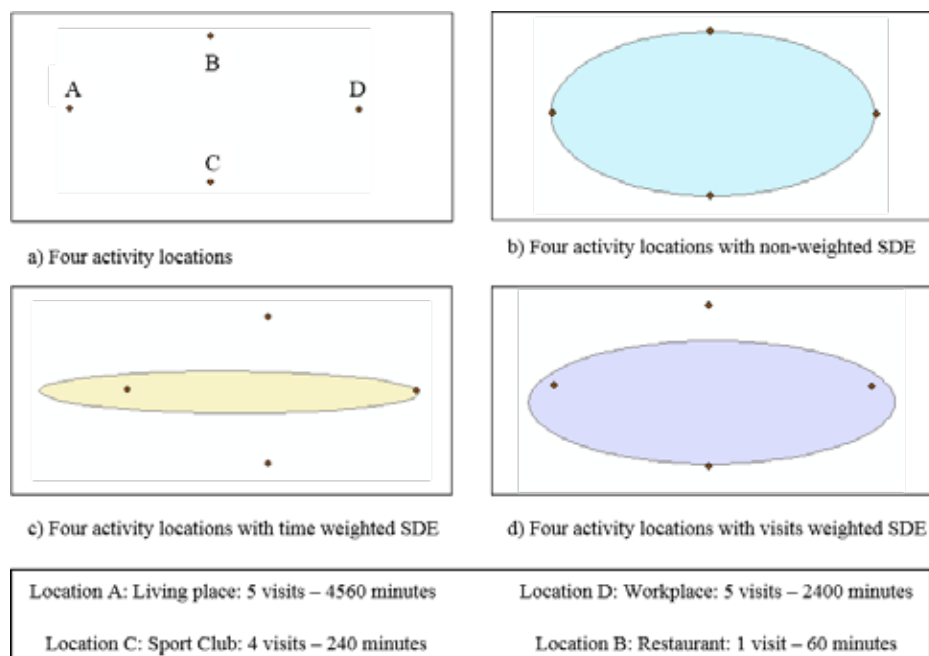 A
B
D
C
a) Four activity locations
b) Four activity locations with non-weighted SDE
c) Four activity locations with time weighted SDE
d) Four activity locations with visits weighted SDE
Location A: Living place: 5 visits – 4560 minutes
Location D: Workplace: 5 visits – 2400 minutes
Location C: Sport Club: 4 visits – 240 minutes
Location B: Restaurant: 1 visit – 60 minutes